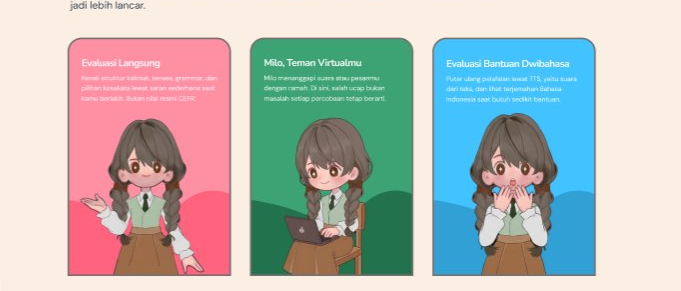 jadi lebih lancar.
Evaluasi Langsung
Kenali struktur kalimat, tenses, grammar, dan
pilihan kosakata lewat saran sederhana saat
kamu berlatih. Bukan nilai resmi CEFR.
Milo, Teman Virtualmu
Milo menanggapi suara atau pesanmu
dengan ramah. Di sini, salah ucap bukan
masalah setiap percobaan tetap berarti.
Evaluasi Bantuan Dwibahasa
Putar ulang pelafalan lewat TTS, yaitu suara
dari teks, dan lihat terjemahan Bahasa
Indonesia saat butuh sedikit bantuan.